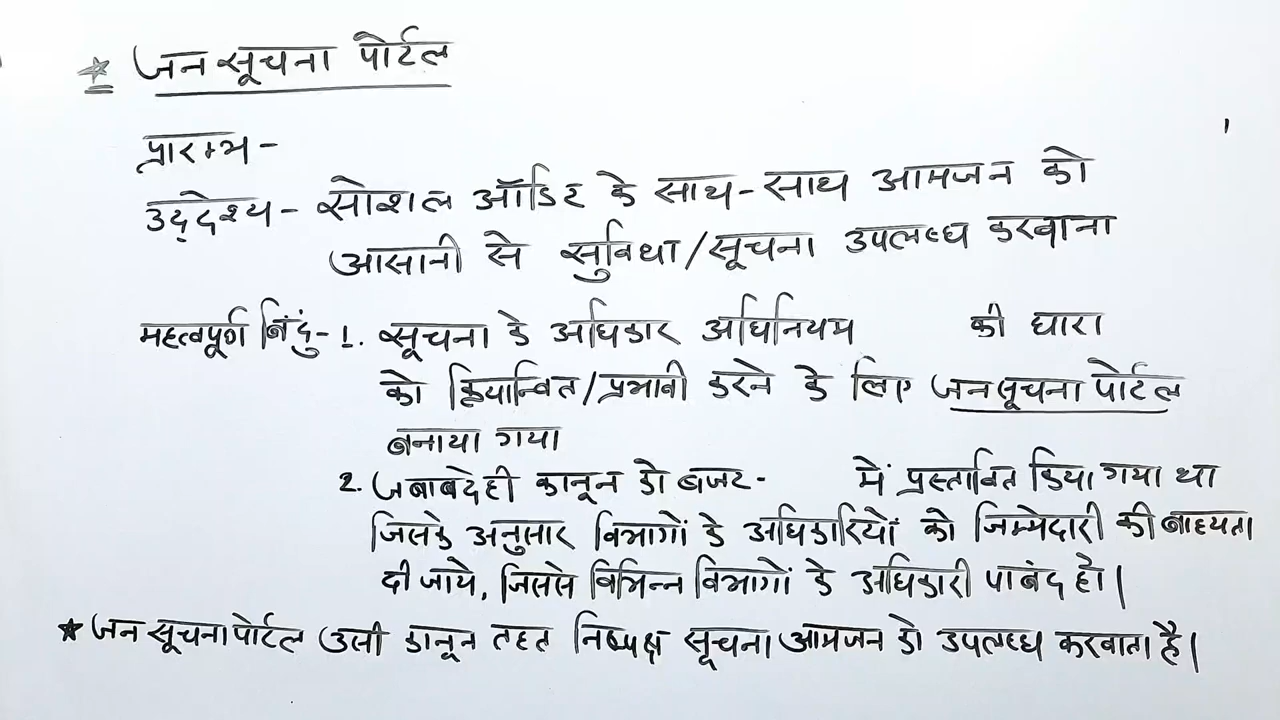 * जन सूचना पोर्टल
प्रारम्भ -
उद्देश्य - सोशल ऑडिट के साथ-साथ आमजन को
आसानी से सुविधा/सूचना उपलब्ध करवाना
महत्वपूर्ण बिंदु - 1. सूचना के अधिकार अधिनियम की धारा
को क्रियान्वित/प्रभावी करने के लिए जन सूचना पोर्टल
बनाया गया
2. जबाबदेही कानून को बजट - में प्रस्तावित किया गया था
जिसके अनुसार विभागों के अधिकारियों को जिम्मेदारी की बाध्यता
दी जाये, जिससे विभिन्न विभागों के अधिकारी पाबंद हो।
* जन सूचना पोर्टल उसी कानून तहत निष्पक्ष सूचना आमजन को उपलब्ध करवाता है।